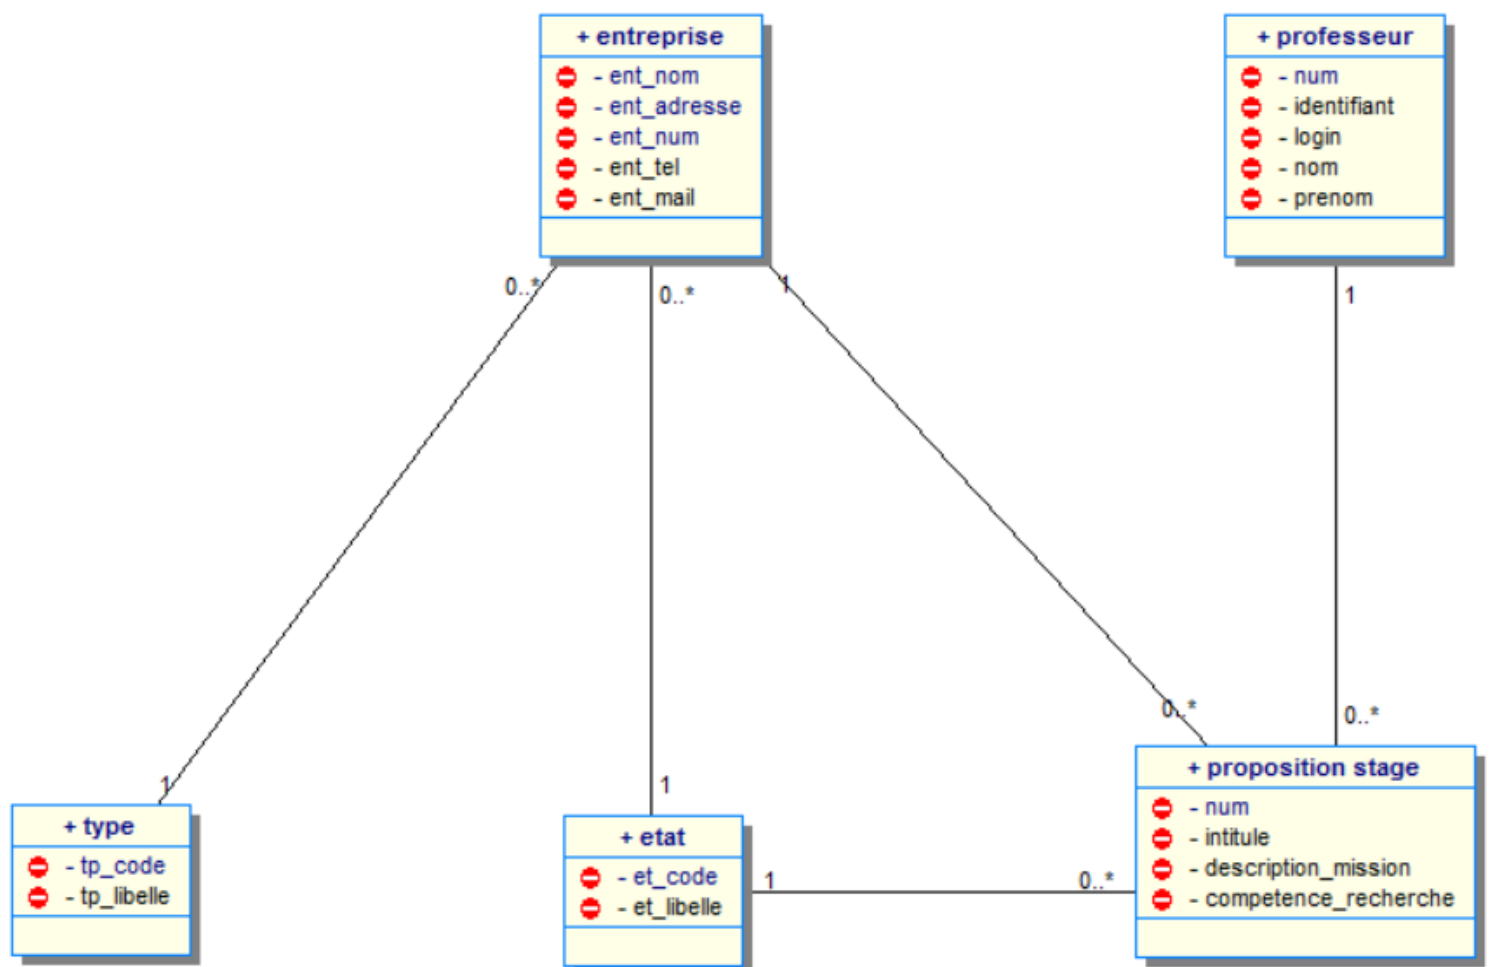 + entreprise
- ent_nom
- ent_adresse
- ent_num
- ent_tel
- ent_mail
+ professeur
- num
- identifiant
- login
- nom
- prenom
0..*
0..*
1
1
1
1
0..*
0..*
+ type
- tp_code
- tp_libelle
+ etat
- et_code
- et_libelle
1
0..*
+ proposition stage
- num
- intitule
- description_mission
- competence_recherche